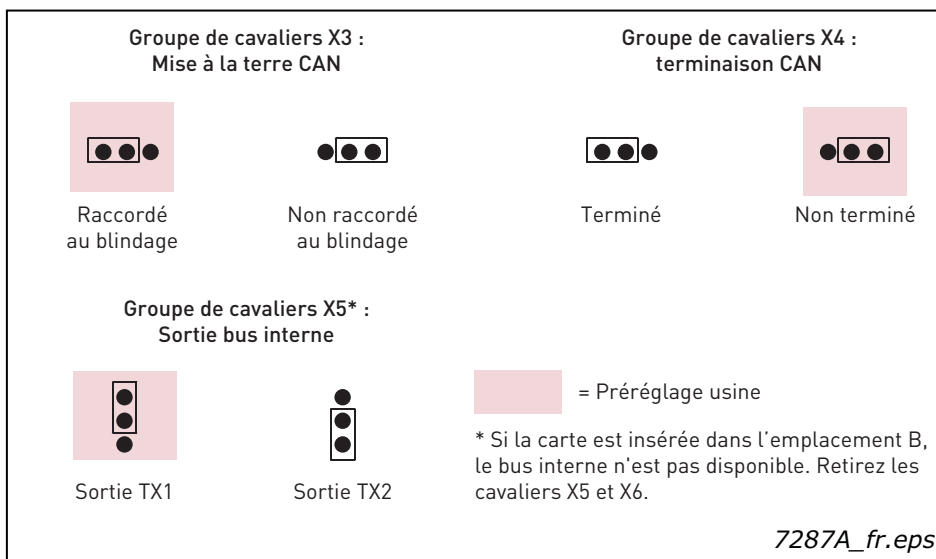 Groupe de cavaliers X3 :
Mise à la terre CAN
Groupe de cavaliers X4 :
terminaison CAN
Raccordé
au blindage
Non raccordé
au blindage
Terminé
Non terminé
Groupe de cavaliers X5* :
Sortie bus interne
Sortie TX1
Sortie TX2
= Préréglage usine
* Si la carte est insérée dans l'emplacement B,
le bus interne n'est pas disponible. Retirez les
cavaliers X5 et X6.
7287A_fr.eps